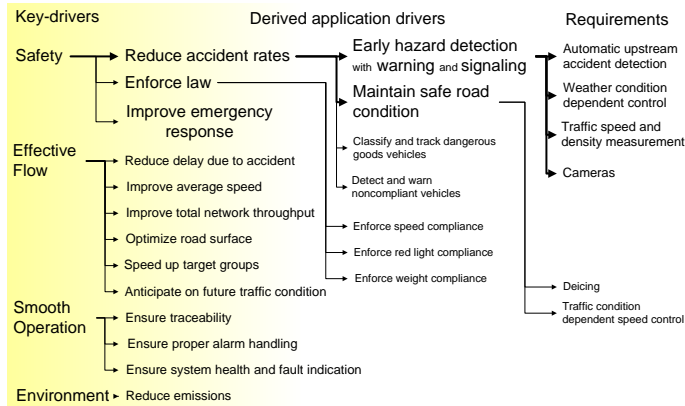 Key-drivers
Derived application drivers
Requirements
Safety
Reduce accident rates
Enforce law
Improve emergency
response
Early hazard detection
with warning and signaling
Maintain safe road
condition
Classify and track dangerous
goods vehicles
Detect and warn
noncompliant vehicles
Enforce speed compliance
Enforce red light compliance
Enforce weight compliance
Automatic upstream
accident detection
Weather condition
dependent control
Traffic speed and
density measurement
Cameras
Deicing
Traffic condition
dependent speed control
Effective
Flow
Reduce delay due to accident
Improve average speed
Improve total network throughput
Optimize road surface
Speed up target groups
Anticipate on future traffic condition
Smooth
Operation
Ensure traceability
Ensure proper alarm handling
Ensure system health and fault indication
Environment
Reduce emissions